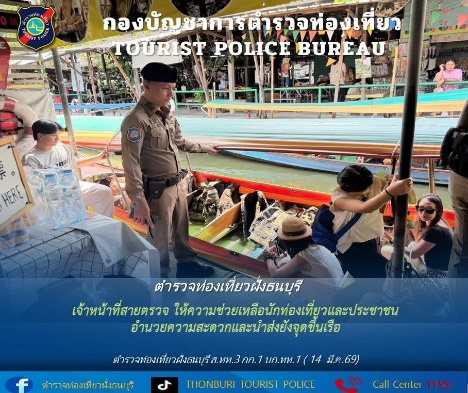 กองบัญชาการตำรวจท่องเที่ยว
TOURIST POLICE BUREAU
HERE
ตำรวจท่องเที่ยวฝั่งธนบุรี
เจ้าหน้าที่สายตรวจ ให้ความช่วยเหลือนักท่องเที่ยวและประชาชน
อำนวยความสะดวกและนำส่งยังจุดขึ้นเรือ
ตำรวจท่องเที่ยวฝั่งธนบุรี ส.ทท.3 กก.1 บก.ทท.1 ( 14 มี.ค.69)
ตำรวจท่องเที่ยวฝั่งธนบุรี
THONBURI TOURIST POLICE
Call Center 1155